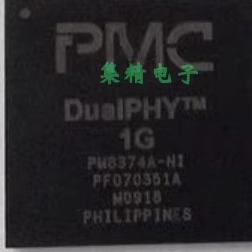 PMC
集精电子
DualPHY™
1G
PM8374A-NI
PF070351A
M0918
PHILIPPINES